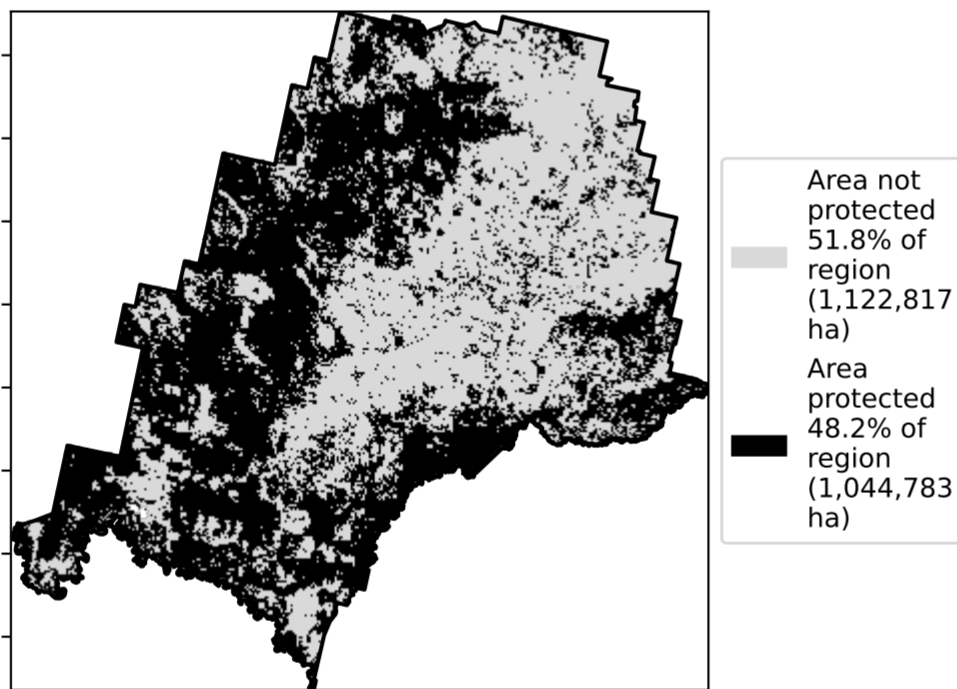 Area not
protected
51.8% of
region
(1,122,817
ha)
Area
protected
48.2% of
region
(1,044,783
ha)